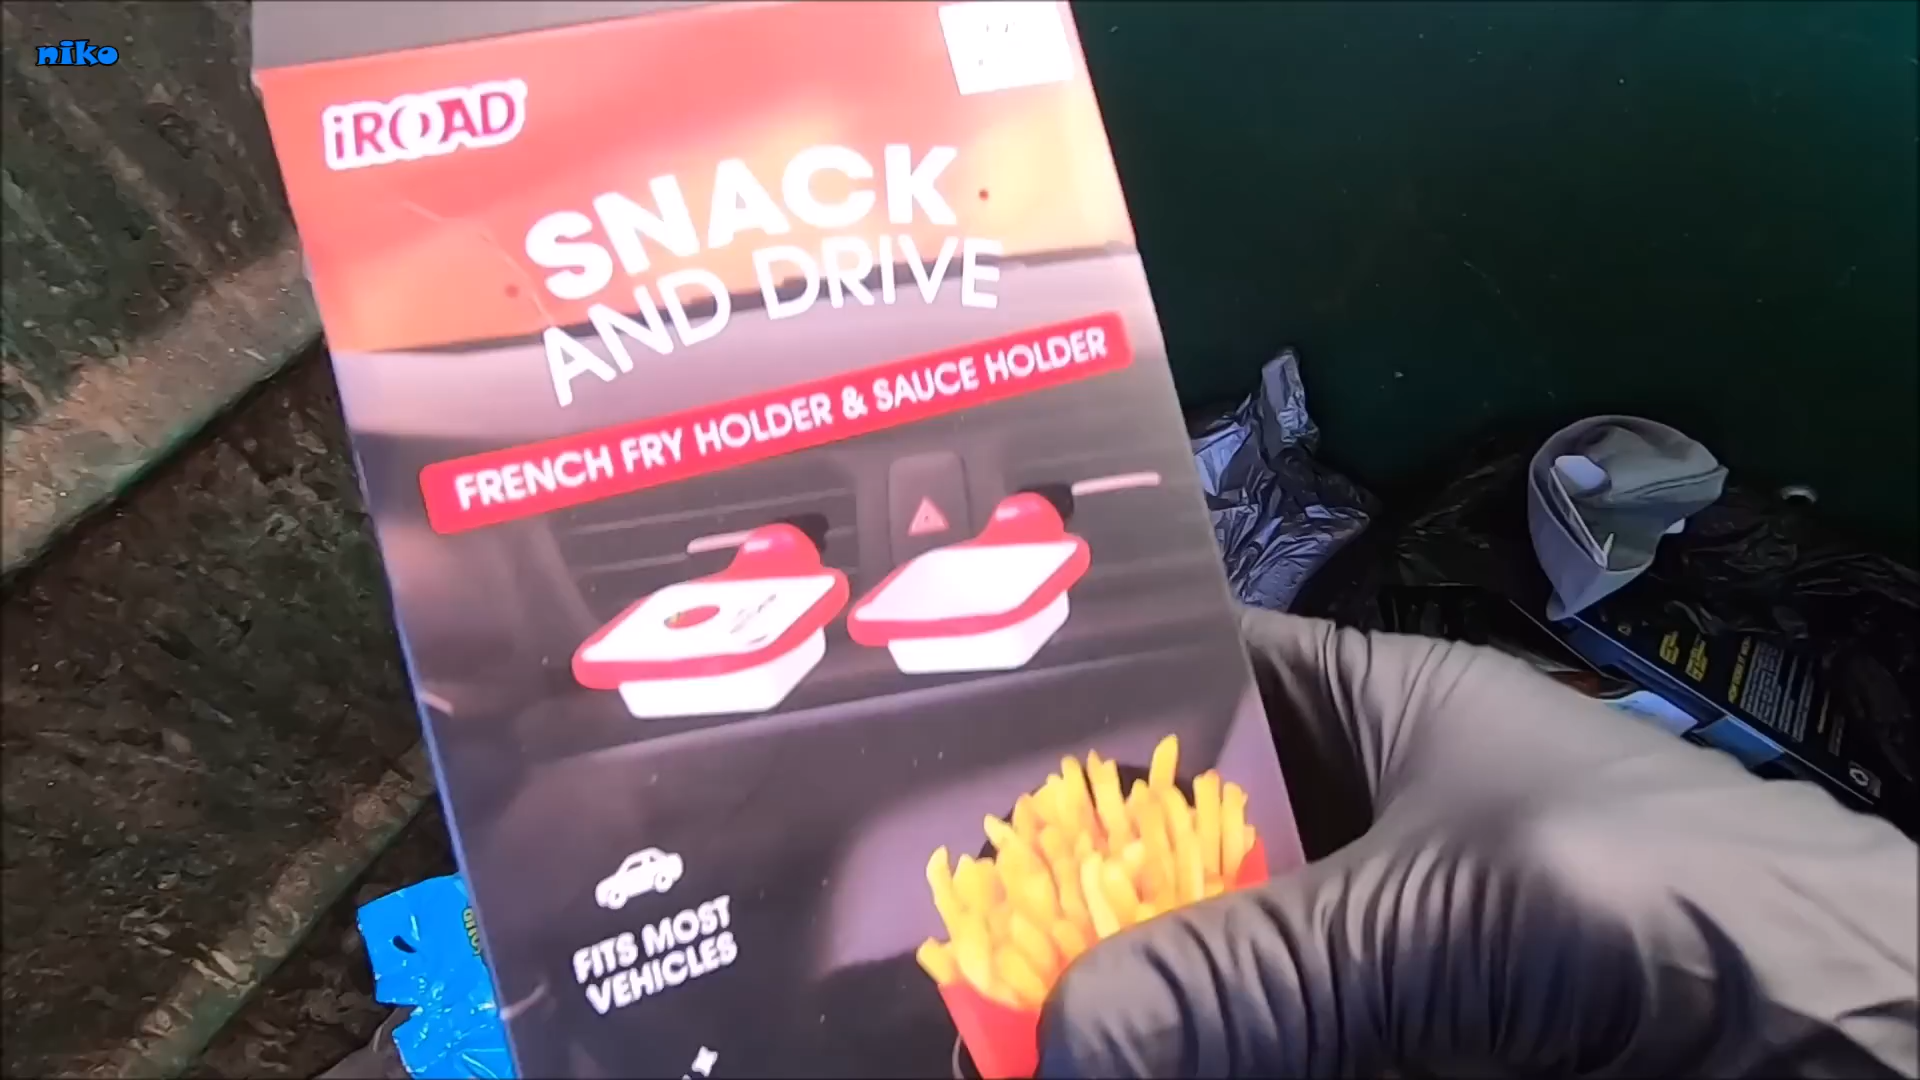 niko
iROAD
SNACK
AND DRIVE
FRENCH FRY HOLDER & SAUCE HOLDER
FITS MOST
VEHICLES